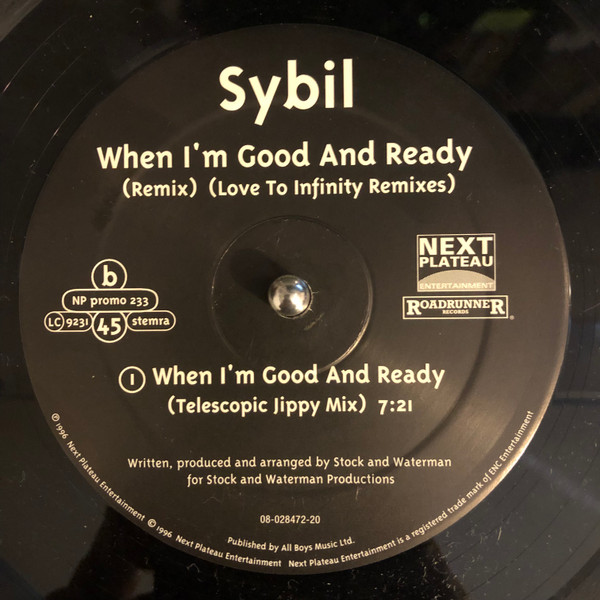 Sybil
When I'm Good And Ready
(Remix) (Love To Infinity Remixes)
b
NP promo 233
LC 9231 45 stemra
NEXT
PLATEAU
ENTERTAINMENT
ROADRUNNER
RECORDS
®
1 When I'm Good And Ready
(Telescopic Jippy Mix) 7:21
Written, produced and arranged by Stock and Waterman
for Stock and Waterman Productions
08-028472-20
Published by All Boys Music Ltd.
℗ 1996 Next Plateau Entertainment © 1996 Next Plateau Entertainment Next Plateau Entertainment is a registered trade mark of ENC Entertainment